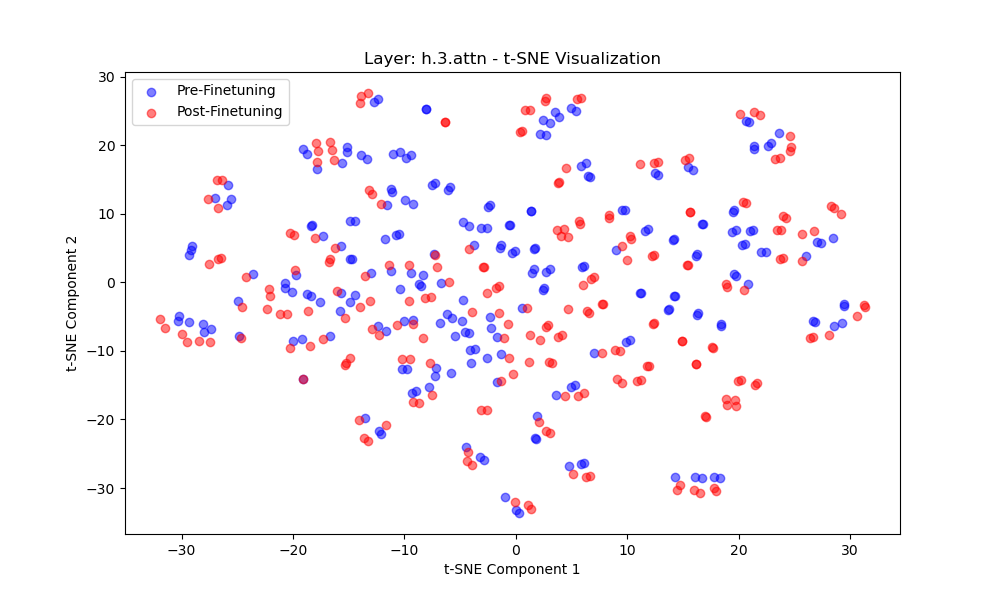 Layer: h.3.attn - t-SNE Visualization
Pre-Finetuning
Post-Finetuning
30
20
10
0
−10
−20
−30
t-SNE Component 2
−30 −20 −10 0 10 20 30
t-SNE Component 1